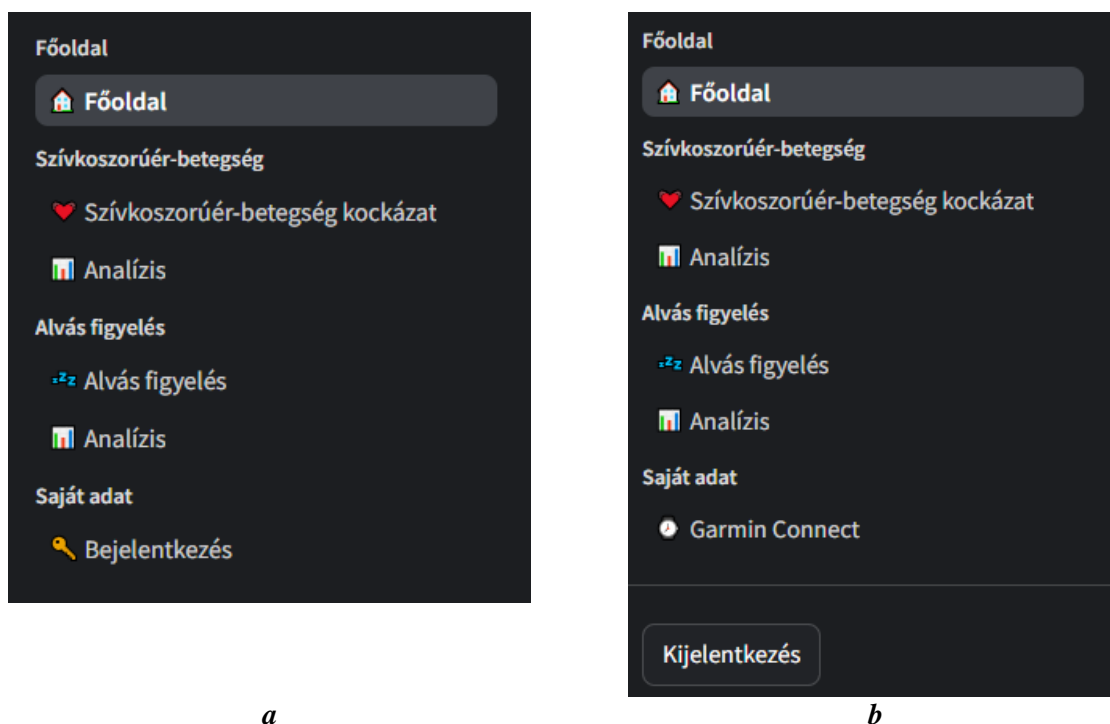 Főoldal
Főoldal
Szívkoszorúér-betegség
Szívkoszorúér-betegség kockázat
Analízis
Alvás figyelés
Alvás figyelés
Analízis
Saját adat
Bejelentkezés
a
Főoldal
Főoldal
Szívkoszorúér-betegség
Szívkoszorúér-betegség kockázat
Analízis
Alvás figyelés
Alvás figyelés
Analízis
Saját adat
Garmin Connect
Kijelentkezés
b